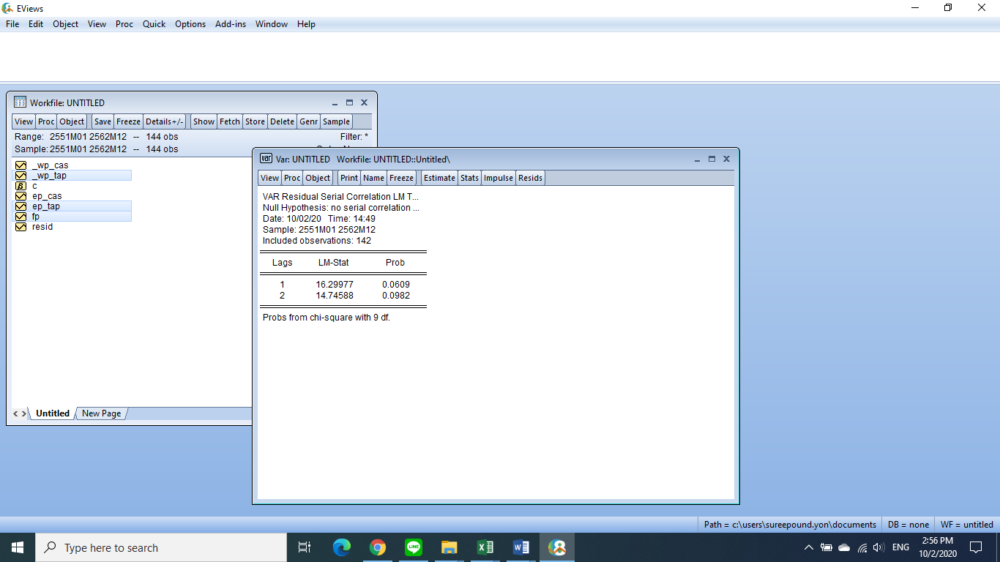 EViews
File Edit Object View Proc Quick Options Add-ins Window Help
Workfile: UNTITLED
View Proc Object Save Freeze Details+/- Show Fetch Store Delete Genr Sample
Range: 2551M01 2562M12 -- 144 obs Filter: *
Sample: 2551M01 2562M12 -- 144 obs
_wp_cas
_wp_tap
c
ep_cas
ep_tap
fp
resid
Untitled New Page
Var: UNTITLED Workfile: UNTITLED::Untitled\
View Proc Object Print Name Freeze Estimate Stats Impulse Resids
VAR Residual Serial Correlation LM T...
Null Hypothesis: no serial correlation ...
Date: 10/02/20 Time: 14:49
Sample: 2551M01 2562M12
Included observations: 142
Lags LM-Stat Prob
1 16.29977 0.0609
2 14.74588 0.0982
Probs from chi-square with 9 df.
Path = c:\users\sureepound.yon\documents DB = none WF = untitled
Type here to search
LINE
ENG
2:56 PM
10/2/2020